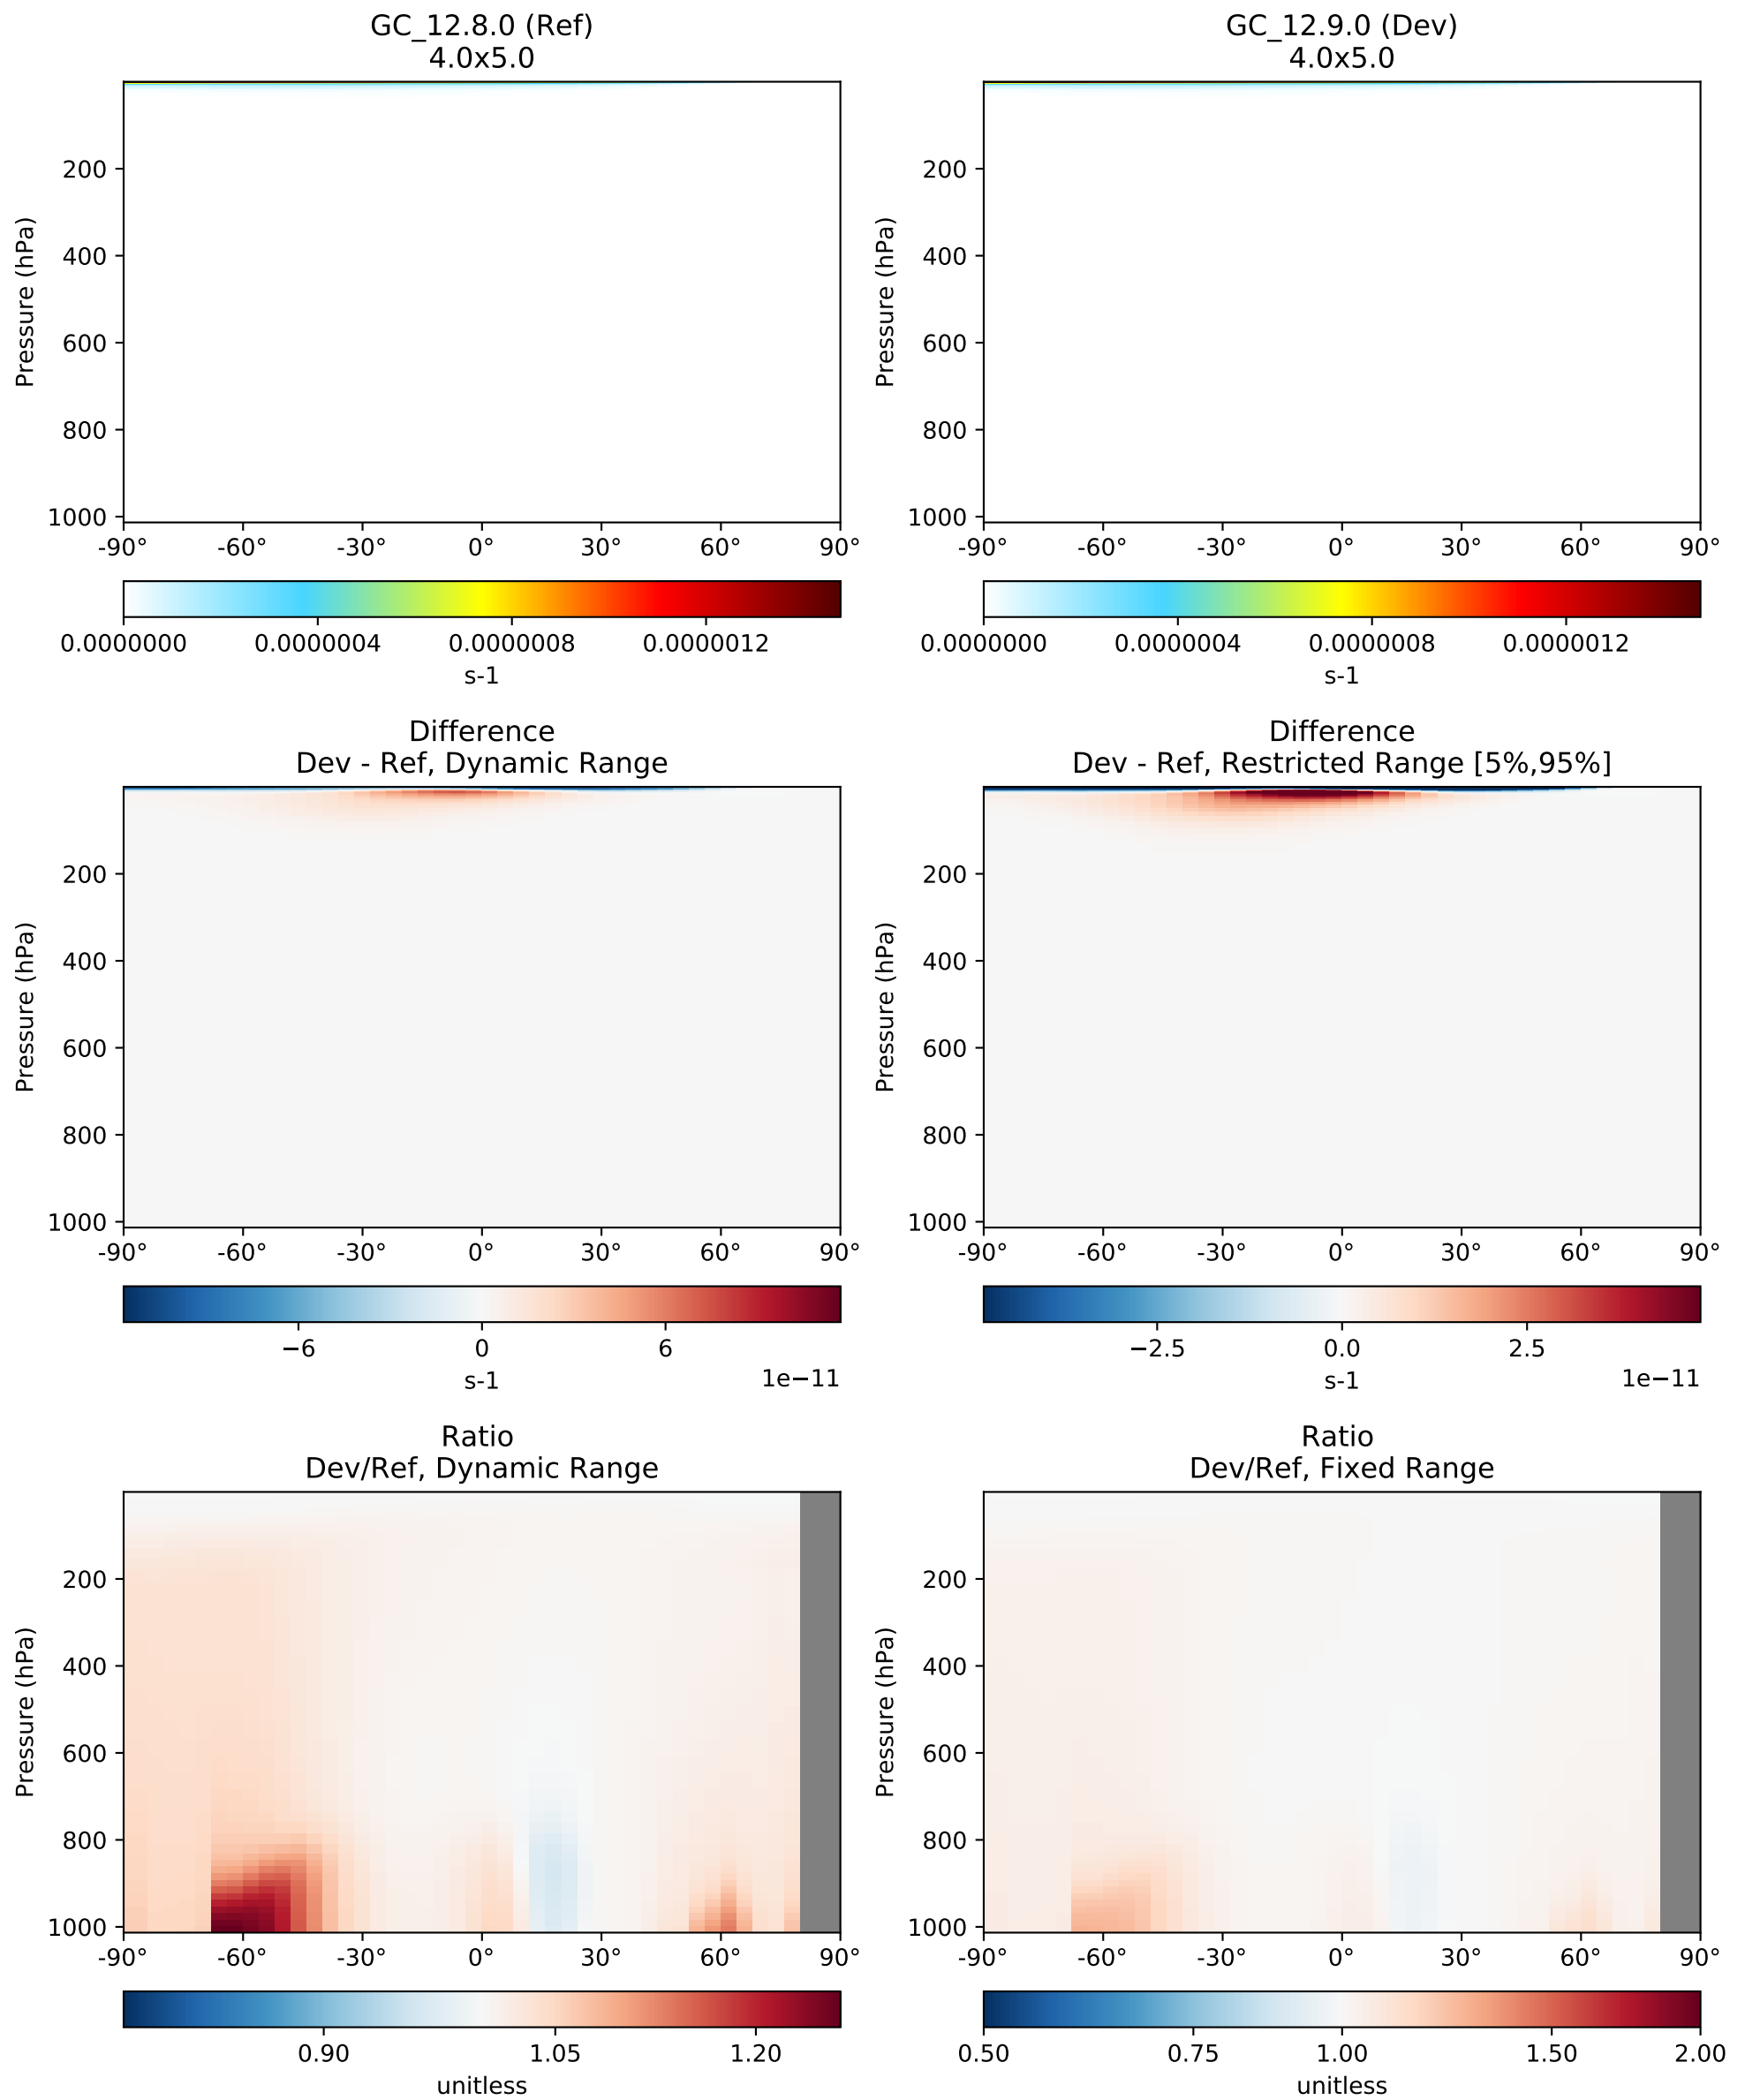 GC_12.8.0 (Ref)
4.0x5.0
Pressure (hPa)
200
400
600
800
1000
-90° -60° -30° 0° 30° 60° 90°
0.0000000 0.0000004 0.0000008 0.0000012
s-1
GC_12.9.0 (Dev)
4.0x5.0
Pressure (hPa)
200
400
600
800
1000
-90° -60° -30° 0° 30° 60° 90°
0.0000000 0.0000004 0.0000008 0.0000012
s-1
Difference
Dev - Ref, Dynamic Range
Pressure (hPa)
200
400
600
800
1000
-90° -60° -30° 0° 30° 60° 90°
−6 0 6
s-1
1e−11
Difference
Dev - Ref, Restricted Range [5%,95%]
Pressure (hPa)
200
400
600
800
1000
-90° -60° -30° 0° 30° 60° 90°
−2.5 0.0 2.5
s-1
1e−11
Ratio
Dev/Ref, Dynamic Range
Pressure (hPa)
200
400
600
800
1000
-90° -60° -30° 0° 30° 60° 90°
0.90 1.05 1.20
unitless
Ratio
Dev/Ref, Fixed Range
Pressure (hPa)
200
400
600
800
1000
-90° -60° -30° 0° 30° 60° 90°
0.50 0.75 1.00 1.50 2.00
unitless